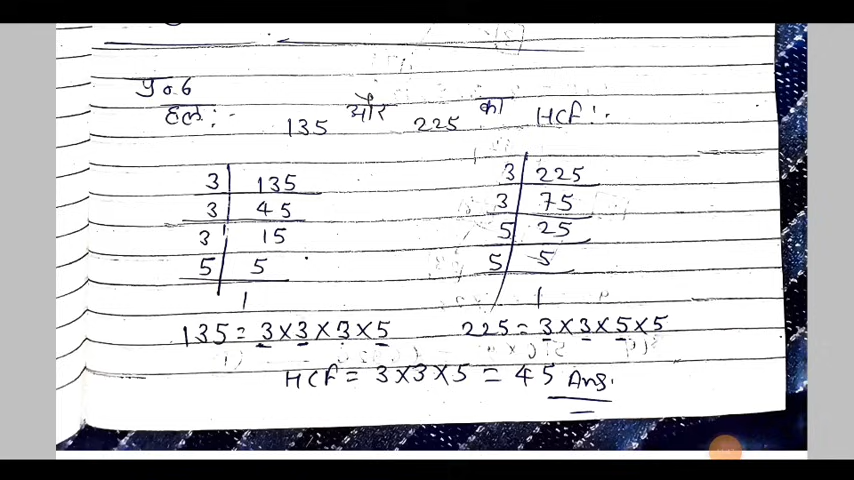 प्र०.6
हल:- 135 और 225 का HCF:-
3 | 135 3 | 225
3 | 45 3 | 75
3 | 15 5 | 25
5 | 5 5 | 5
1 1
135 = 3×3×3×5 225 = 3×3×5×5
HCF = 3×3×5 = 45 Ans.